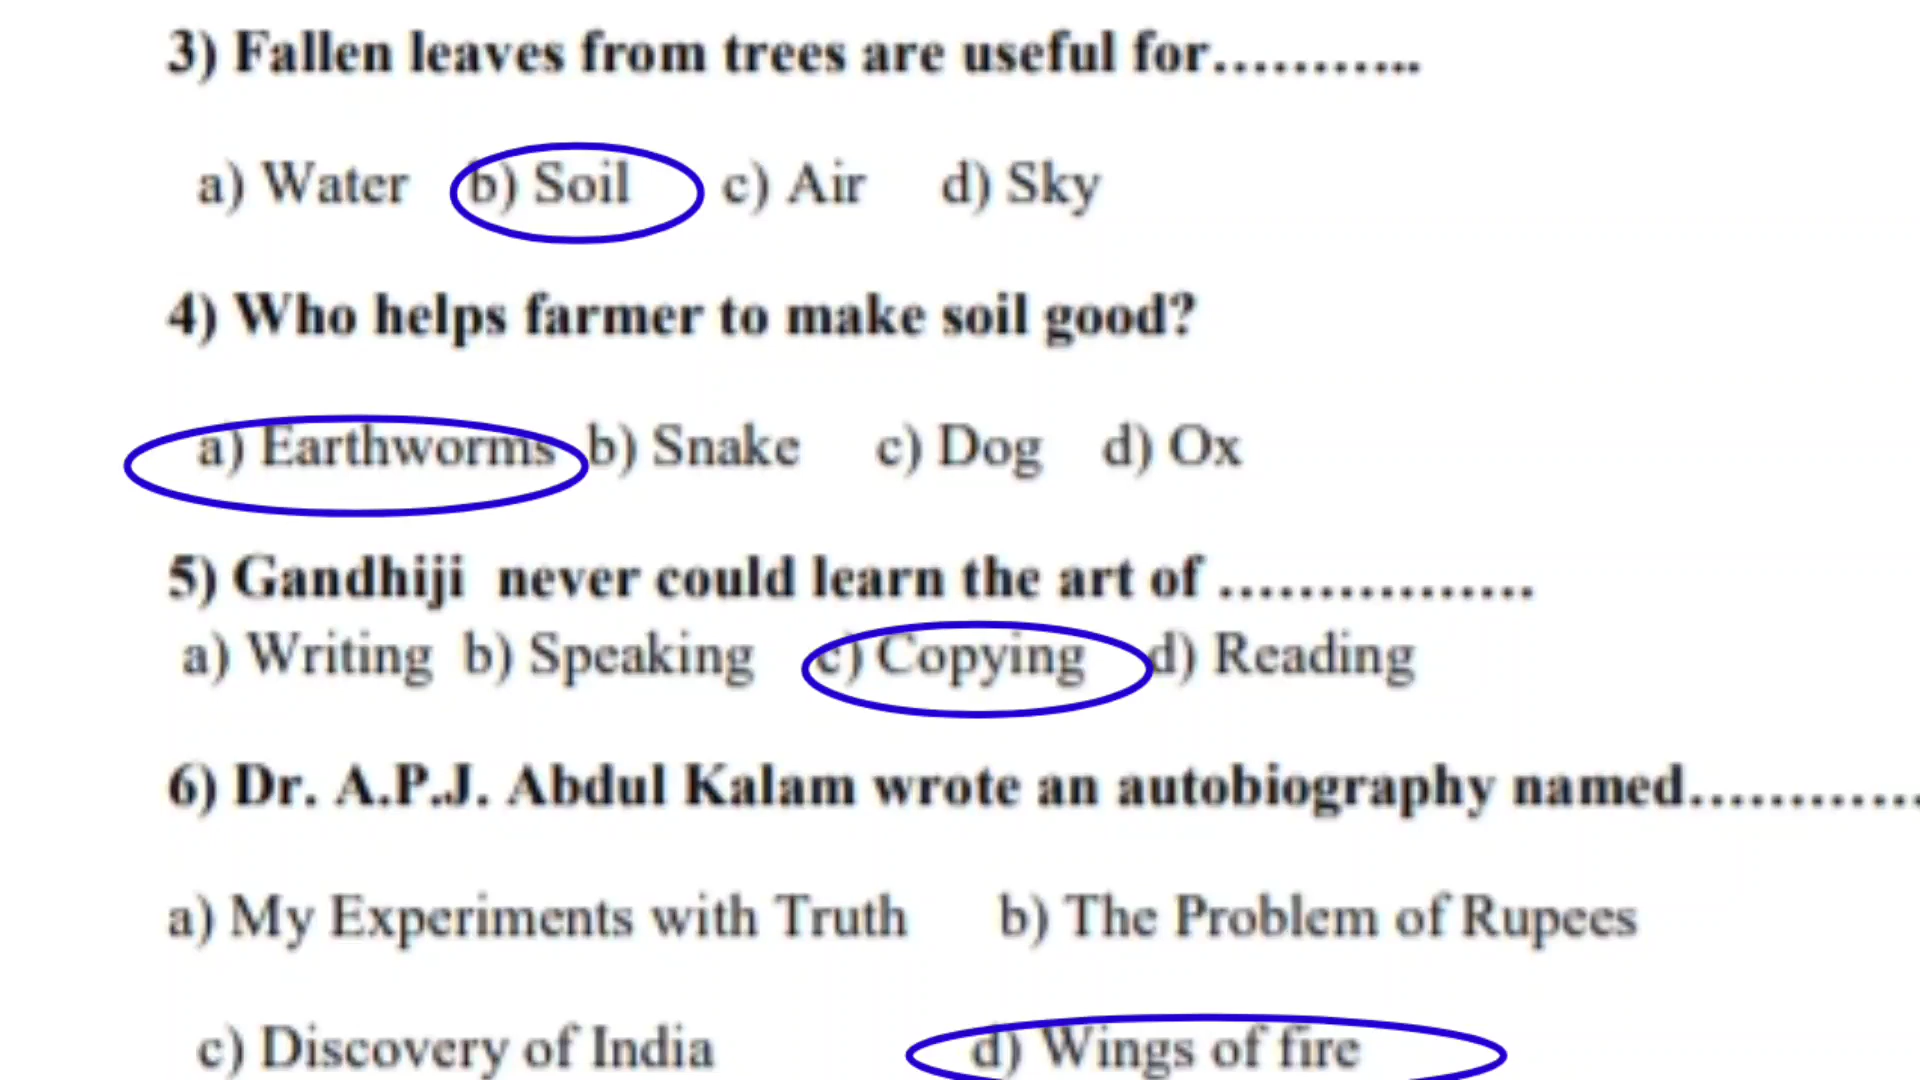 3) Fallen leaves from trees are useful for...........
a) Water b) Soil c) Air d) Sky
4) Who helps farmer to make soil good?
a) Earthworms b) Snake c) Dog d) Ox
5) Gandhiji never could learn the art of ................
a) Writing b) Speaking c) Copying d) Reading
6) Dr. A.P.J. Abdul Kalam wrote an autobiography named............
a) My Experiments with Truth b) The Problem of Rupees
c) Discovery of India d) Wings of fire